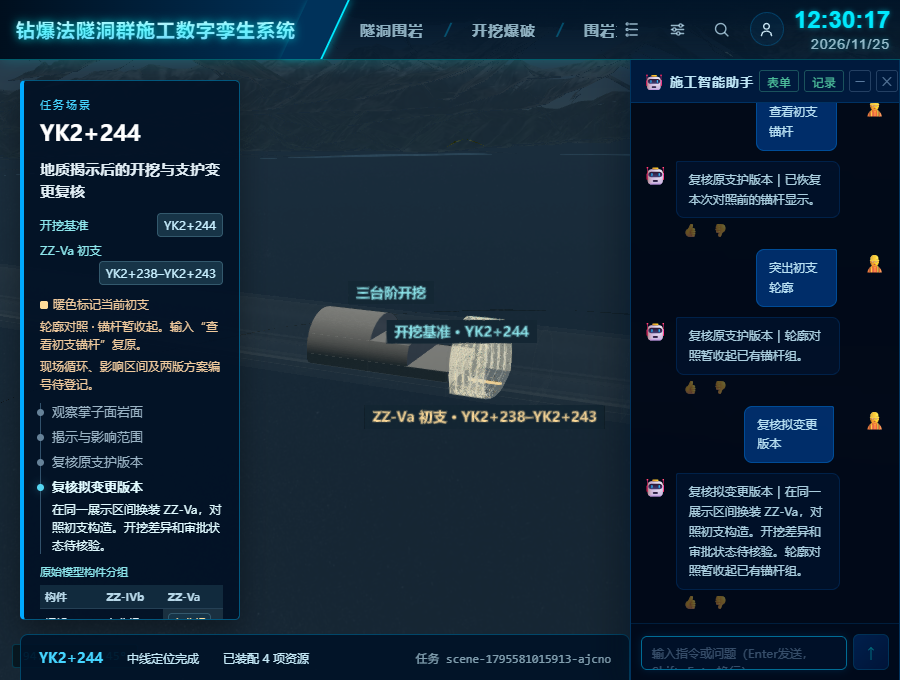 钻爆法隧洞群施工数字孪生系统
隧洞围岩 / 开挖爆破 / 围岩
12:30:17
2026/11/25
任务场景
YK2+244
地质揭示后的开挖与支护变
更复核
开挖基准 YK2+244
ZZ-Va 初支
YK2+238—YK2+243
暖色标记当前初支
轮廓对照 · 锚杆暂收起。输入“查
看初支锚杆”复原。
现场循环、影响区间及两版方案编
号待登记。
观察掌子面岩面
揭示与影响范围
复核原支护版本
复核拟变更版本
在同一展示区间换装 ZZ-Va，对
照初支构造。开挖差异和审批状
态待核验。
原始模型构件分组
构件 ZZ-IVb ZZ-Va
三台阶开挖
开挖基准 · YK2+244
ZZ-Va 初支 · YK2+238—YK2+243
YK2+244 中线定位完成 已装配 4 项资源 任务 scene-1795581015913-ajcno
施工智能助手 表单 记录
查看初支
锚杆
复核原支护版本 | 已恢复
本次对照前的锚杆显示。
突出初支
轮廓
复核原支护版本 | 轮廓对
照暂收起已有锚杆组。
复核拟变更
版本
复核拟变更版本 | 在同一
展示区间换装 ZZ-Va，对
照初支构造。开挖差异和
审批状态待核验。轮廓对
照暂收起已有锚杆组。
输入指令或问题（Enter发送，